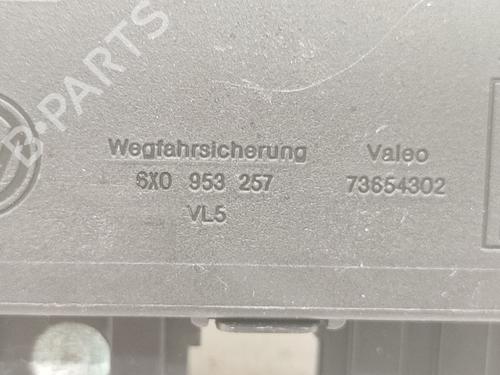 B-PARTS
Wegfahrsicherung Valeo
6X0 953 257 73654302
VL5